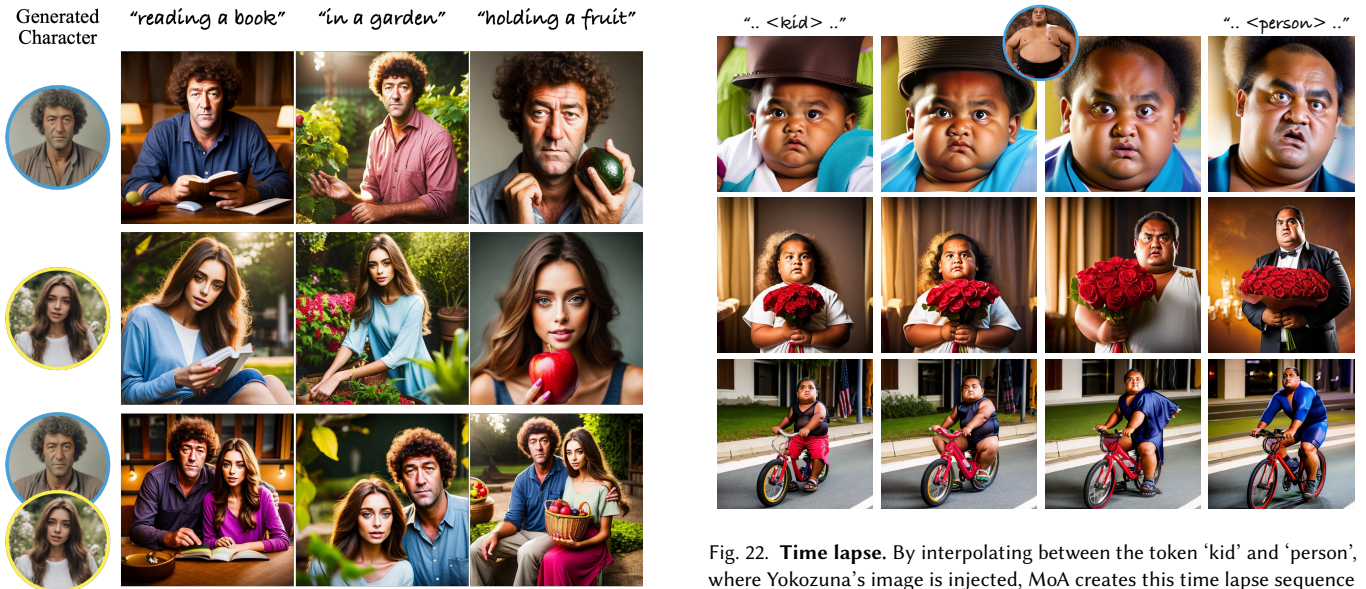 Generated
Character
"reading a book"
"in a garden"
"holding a fruit"
".. <kid> .."
".. <person> .."
Fig. 22. Time lapse. By interpolating between the token ‘kid’ and ‘person’,
where Yokozuna’s image is injected, MoA creates this time lapse sequence